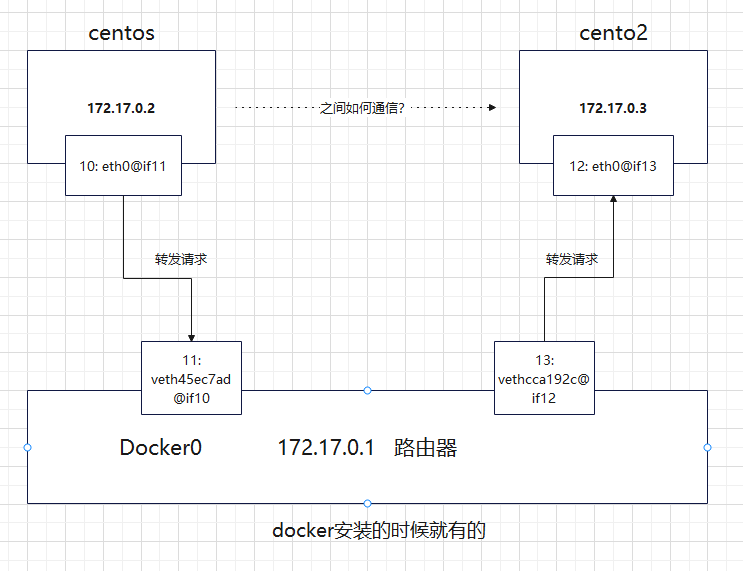 centos
cento2
172.17.0.2
之间如何通信?
172.17.0.3
10: eth0@if11
12: eth0@if13
转发请求
转发请求
11:
veth45ec7ad
@if10
13:
vethcca192c@
if12
Docker0
172.17.0.1 路由器
docker安装的时候就有的